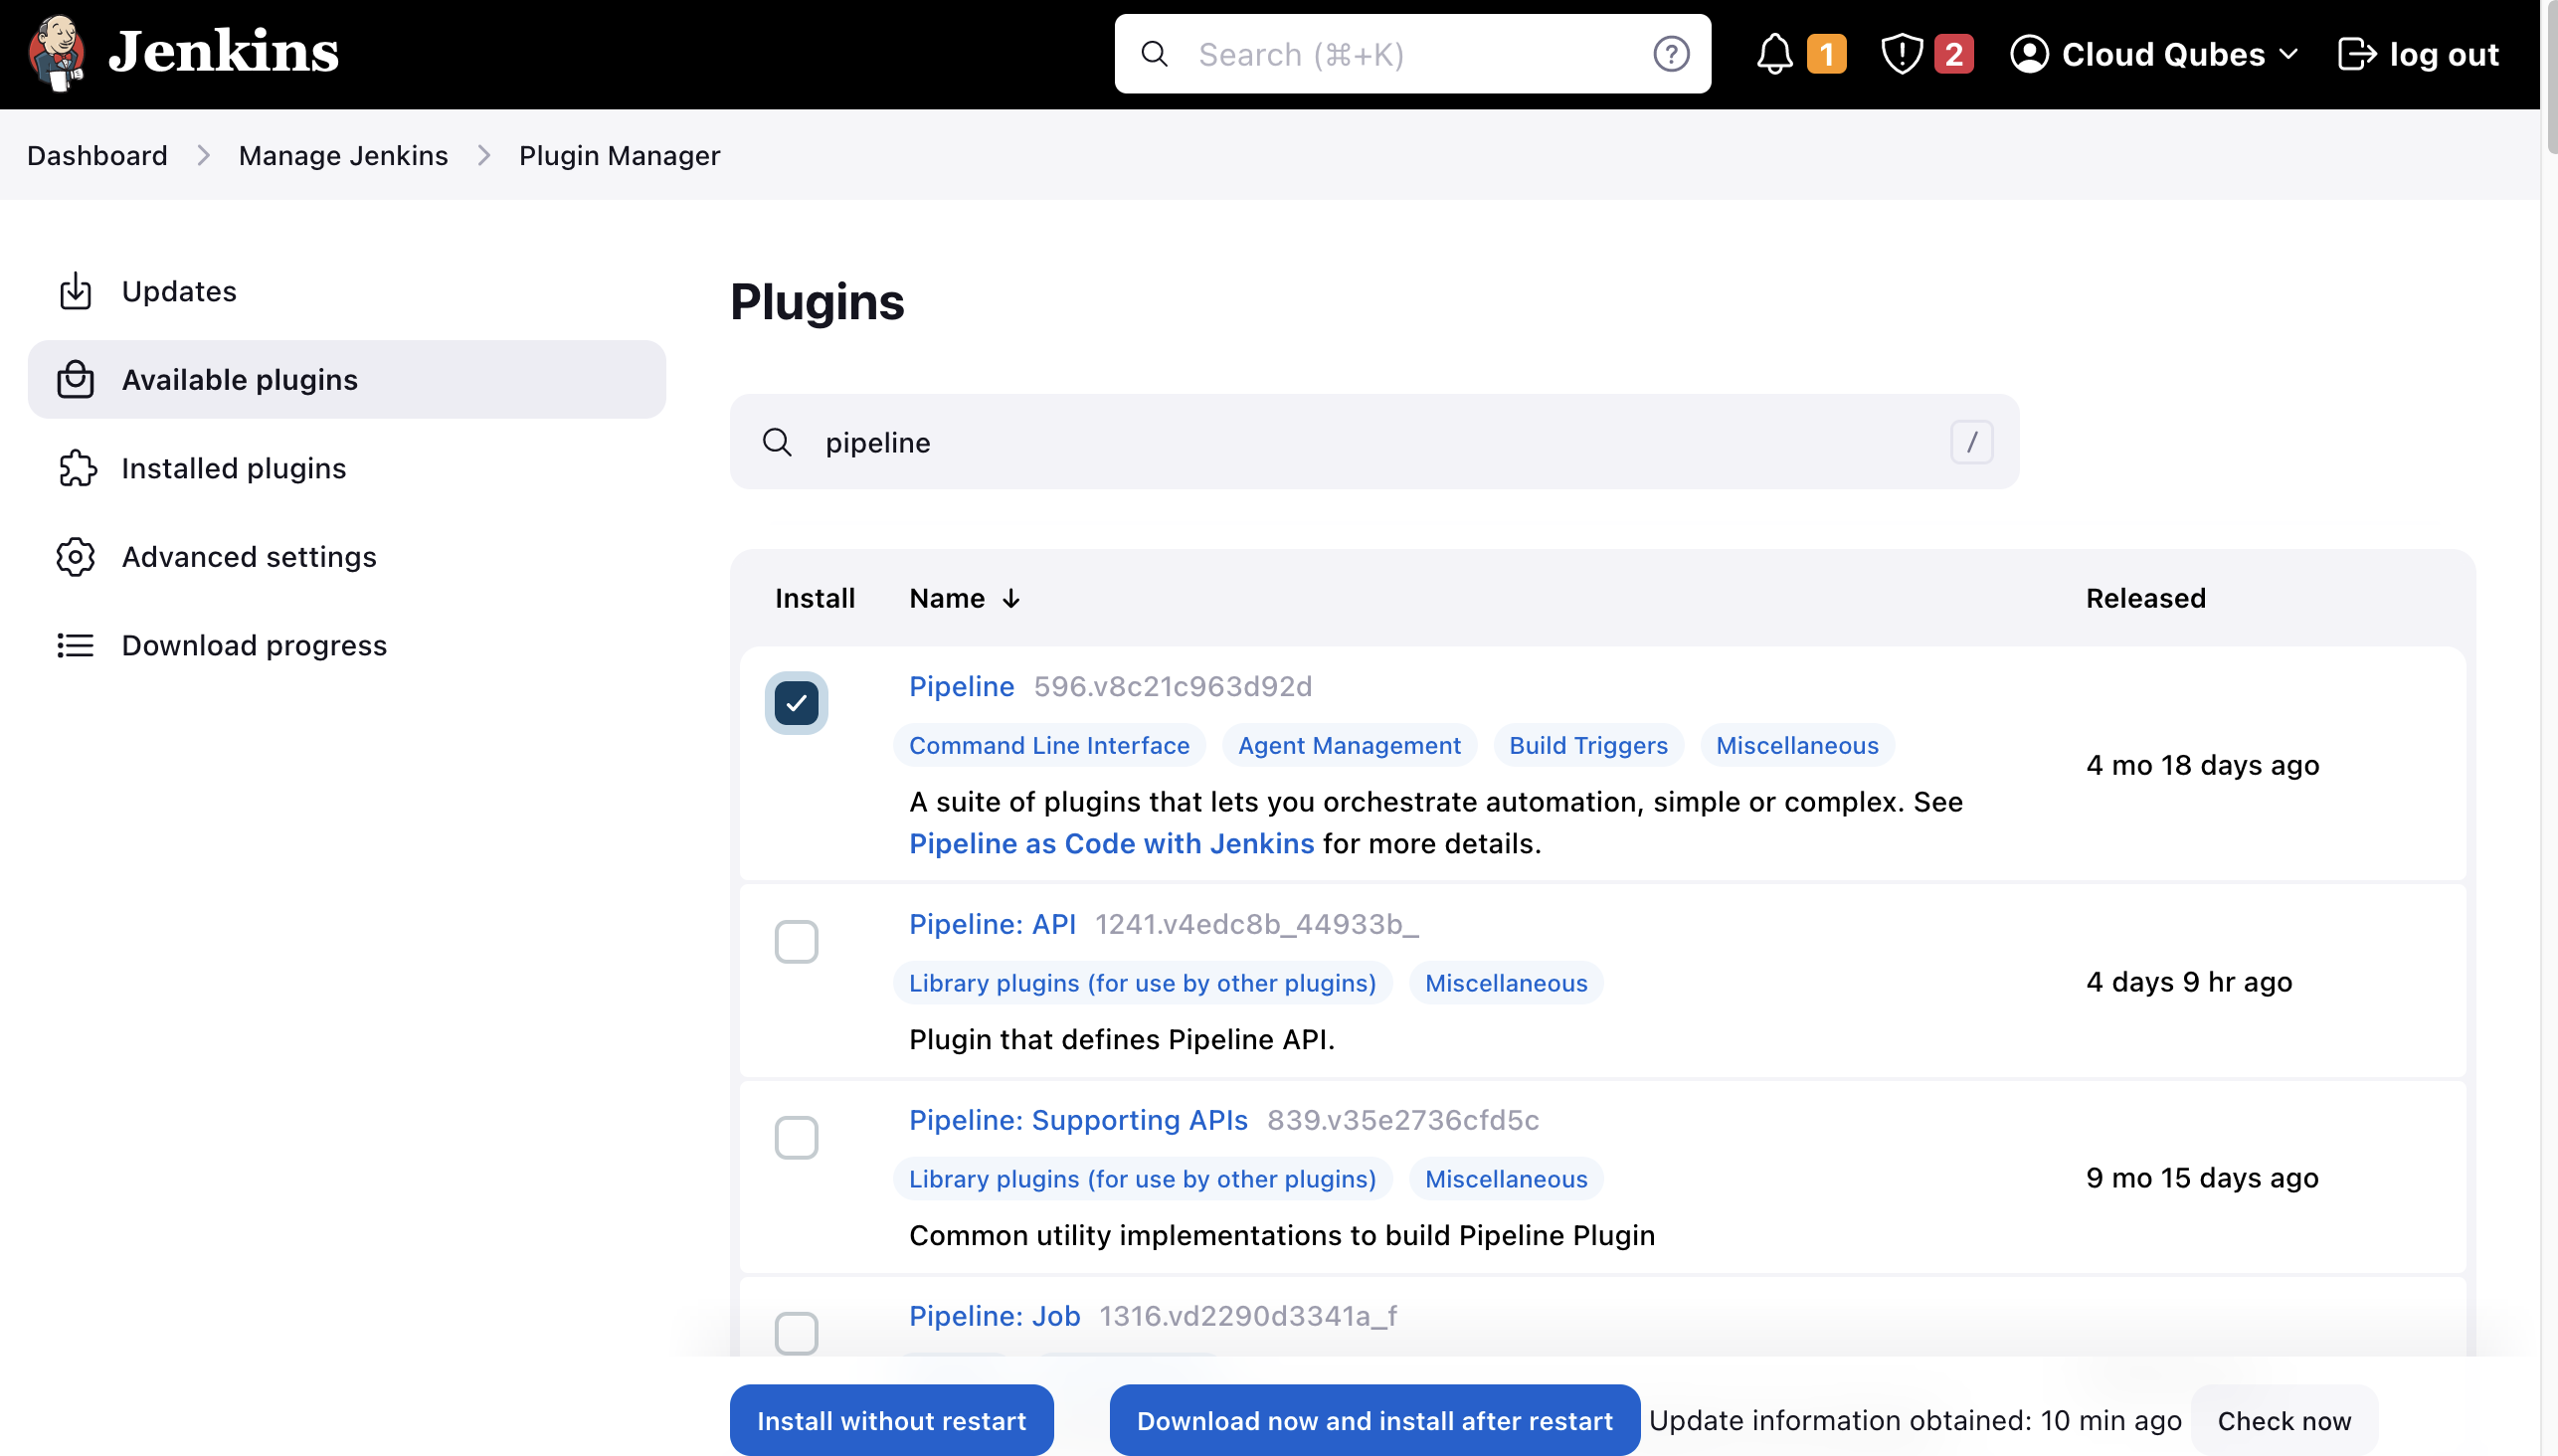 Jenkins
Search (⌘+K)
1
2
Cloud Qubes
log out
Dashboard
Manage Jenkins
Plugin Manager
Updates
Available plugins
Installed plugins
Advanced settings
Download progress
Plugins
pipeline
/
Install
Name ↓
Released
Pipeline 596.v8c21c963d92d
Command Line Interface
Agent Management
Build Triggers
Miscellaneous
A suite of plugins that lets you orchestrate automation, simple or complex. See
Pipeline as Code with Jenkins for more details.
4 mo 18 days ago
Pipeline: API 1241.v4edc8b_44933b_
Library plugins (for use by other plugins)
Miscellaneous
Plugin that defines Pipeline API.
4 days 9 hr ago
Pipeline: Supporting APIs 839.v35e2736cfd5c
Library plugins (for use by other plugins)
Miscellaneous
Common utility implementations to build Pipeline Plugin
9 mo 15 days ago
Pipeline: Job 1316.vd2290d3341a_f
Install without restart
Download now and install after restart
Update information obtained: 10 min ago
Check now